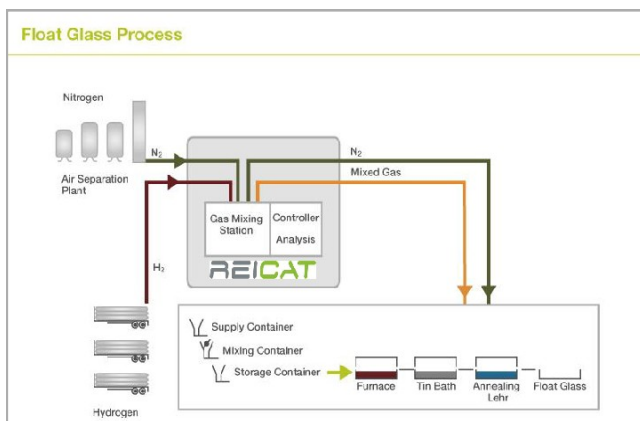 Float Glass Process
Nitrogen
N₂
Air Separation
Plant
N₂
Mixed Gas
Gas Mixing
Station
Controller
Analysis
REICAT
H₂
Hydrogen
Supply Container
Mixing Container
Storage Container
Furnace
Tin Bath
Annealing
Lehr
Float Glass